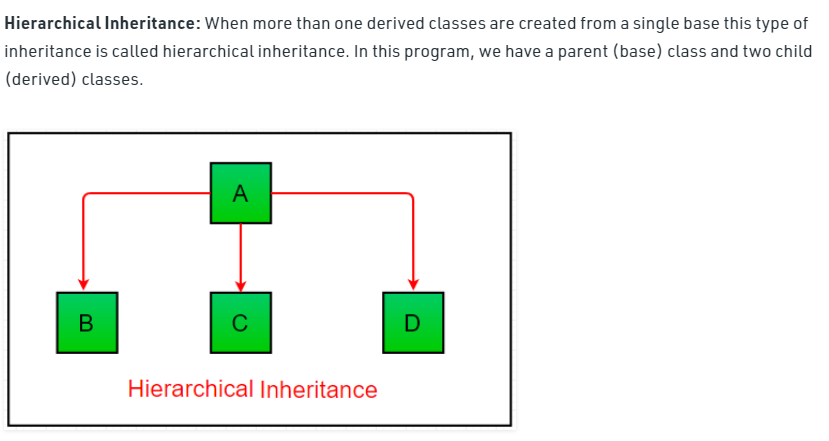 Hierarchical Inheritance: When more than one derived classes are created from a single base this type of
inheritance is called hierarchical inheritance. In this program, we have a parent (base) class and two child
(derived) classes.
A
B
C
D
Hierarchical Inheritance